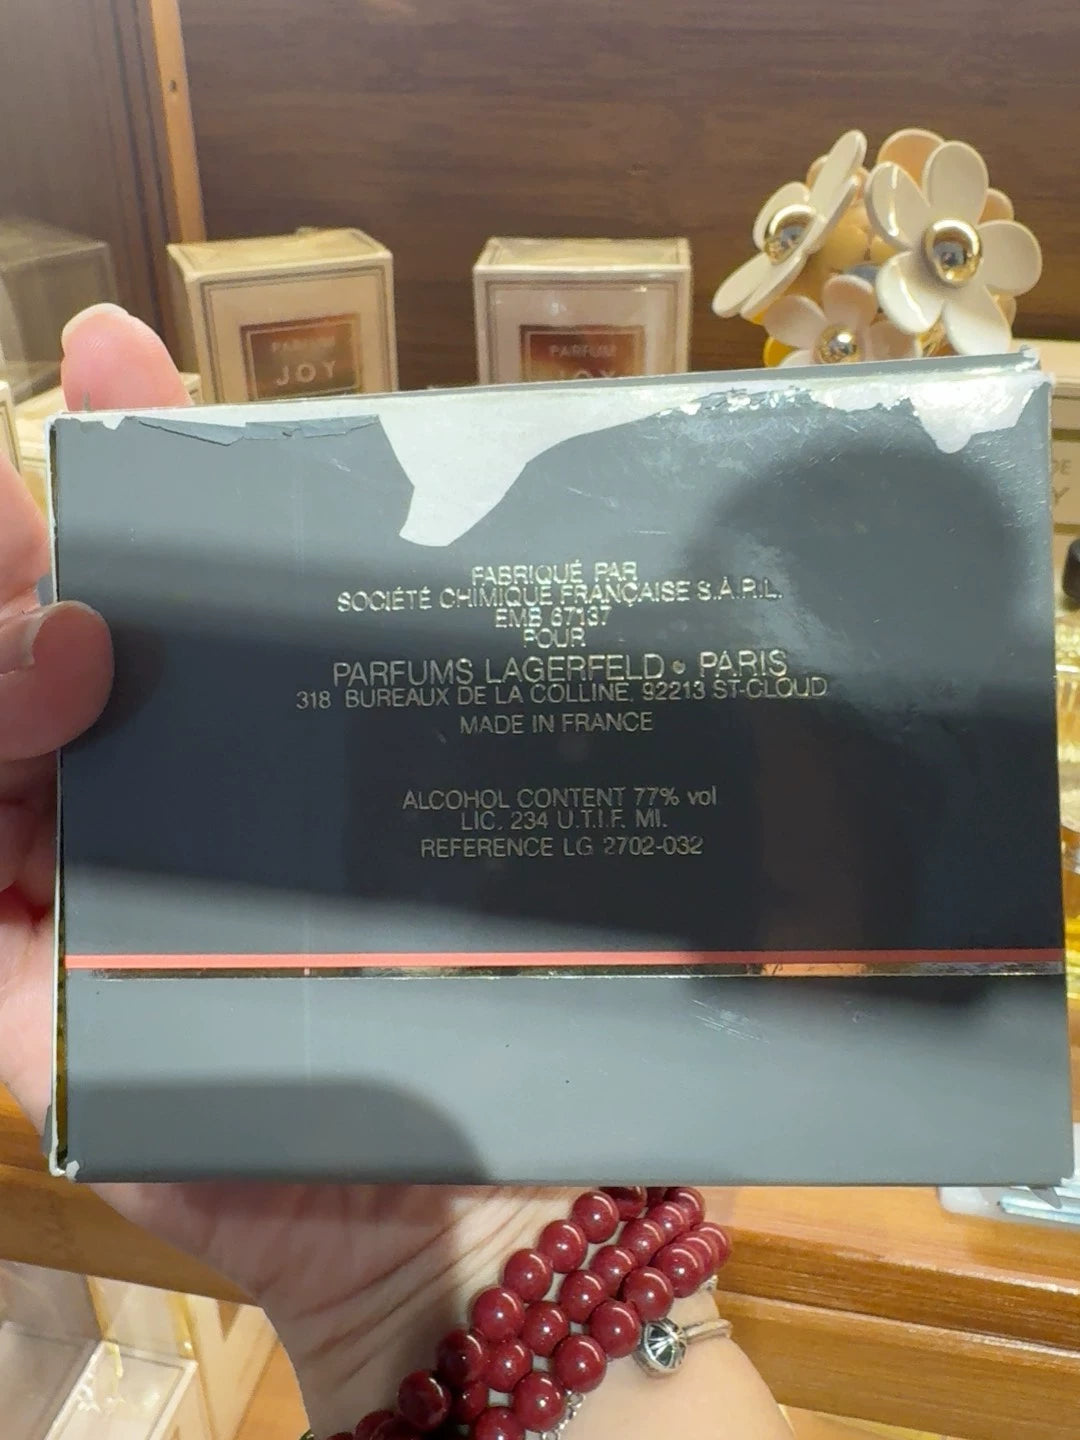 PARFUM
JOY
PARFUM
JOY
FABRIQUÉ PAR
SOCIÉTÉ CHIMIQUE FRANÇAISE S.A.R.L.
EMB 67137
POUR
PARFUMS LAGERFELD • PARIS
318 BUREAUX DE LA COLLINE, 92213 ST-CLOUD
MADE IN FRANCE
ALCOHOL CONTENT 77% vol
LIC. 234 U.T.I.F. MI.
REFERENCE LG 2702-032